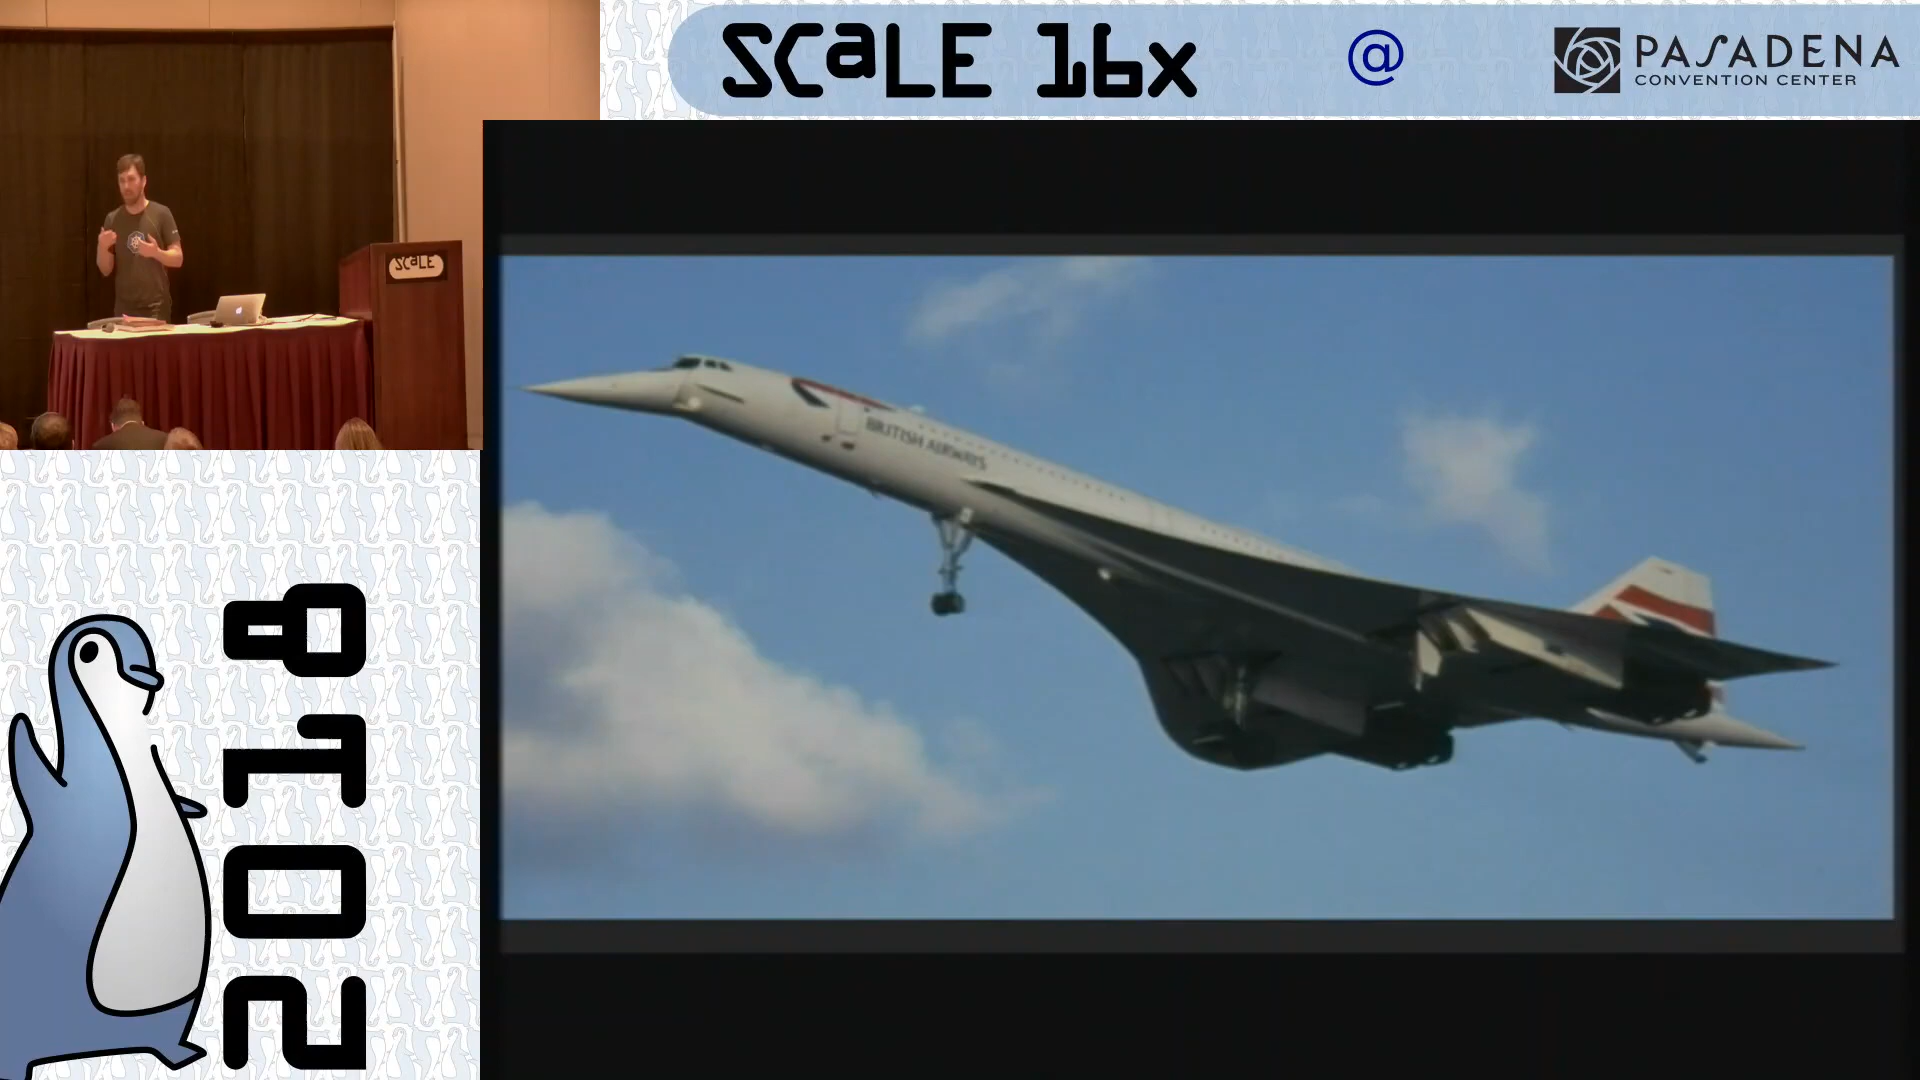 SCaLE 16x
@
PASADENA
CONVENTION CENTER
SCaLE
BRITISH AIRWAYS
2018